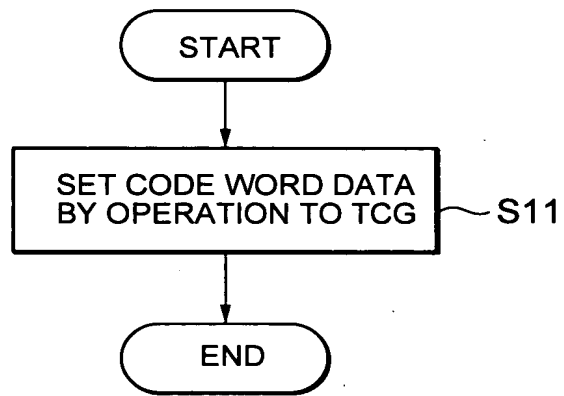 START
SET CODE WORD DATA
BY OPERATION TO TCG
S11
END